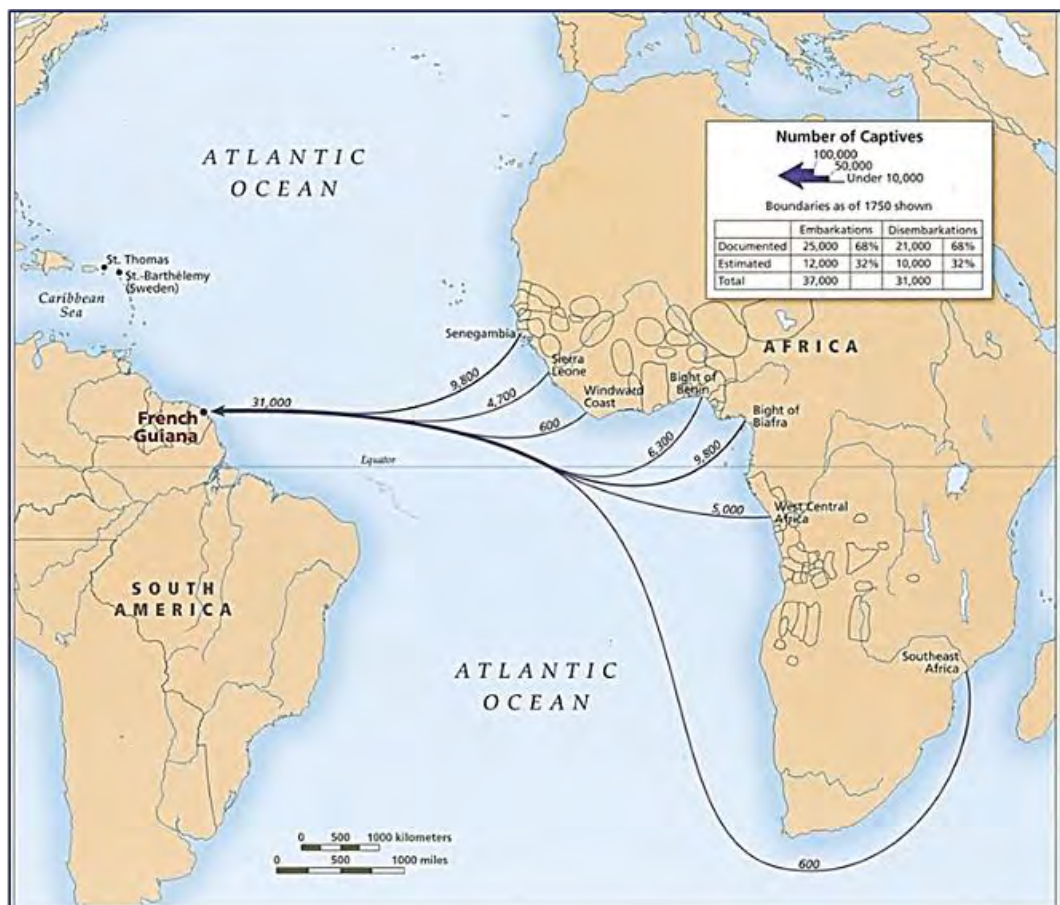 Number of Captives
100,000
50,000
Under 10,000
Boundaries as of 1750 shown
Embarkations Disembarkations
Documented 25,000 68% 21,000 68%
Estimated 12,000 32% 10,000 32%
Total 37,000 31,000
ATLANTIC
OCEAN
St. Thomas
St.-Barthélemy
(Sweden)
Caribbean
Sea
Senegambia
AFRICA
Sierra
Leone
Bight of
Benin
Windward
Coast
Bight of
Biafra
9,800
4,700
31,000
600
6,300
9,800
French
Guiana
Equator
5,000
West Central
Africa
SOUTH
AMERICA
Southeast
Africa
ATLANTIC
OCEAN
0 500 1000 kilometers
0 500 1000 miles
600